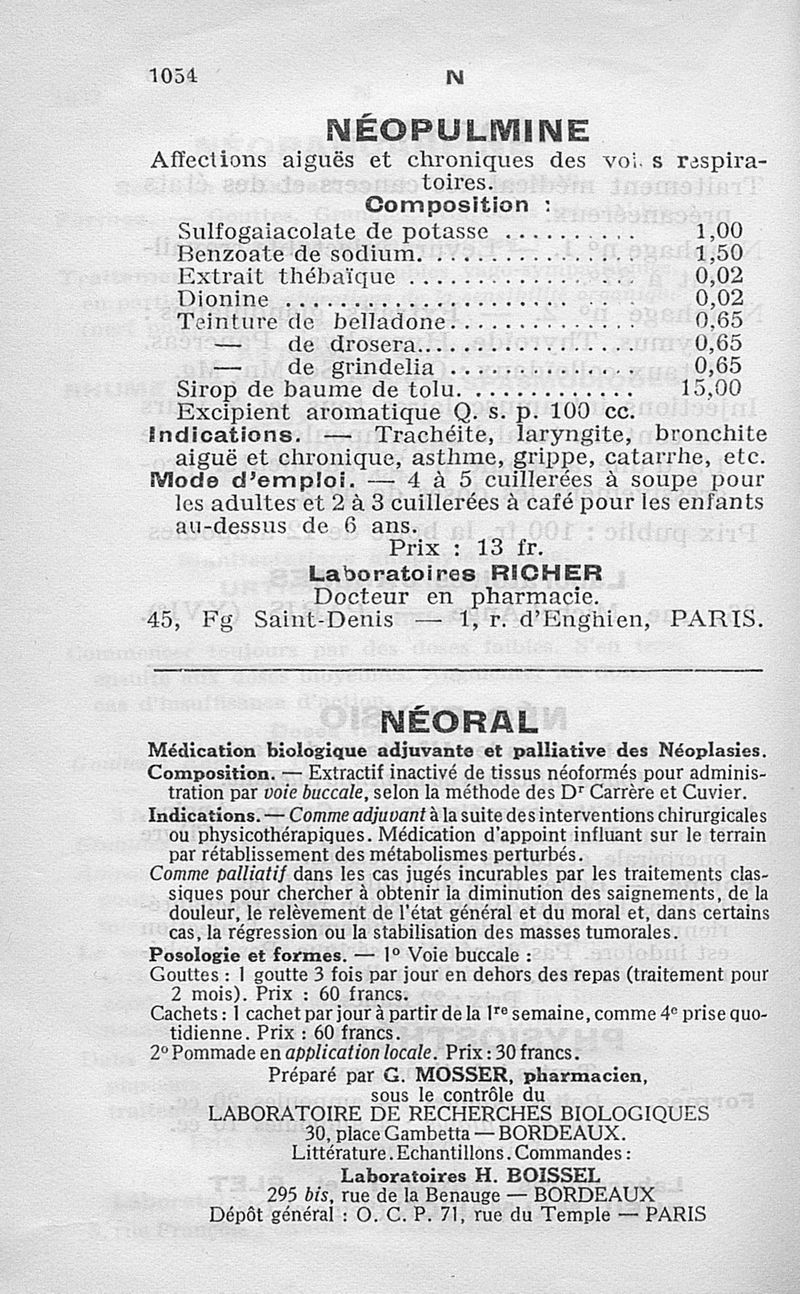 1054 N
NÉOPULMINE
Affections aiguës et chroniques des voi. s respira-
toires.
Composition :
Sulfogaiacolate de potasse .......... 1,00
Benzoate de sodium................ 1,50
Extrait thébaïque ................. 0,02
Dionine .......................... 0,02
Teinture de belladone.............. 0,65
— de drosera................ 0,65
— de grindelia .............. 0,65
Sirop de baume de tolu............. 15,00
Excipient aromatique Q. s. p. 100 cc.
Indications. — Trachéite, laryngite, bronchite
aiguë et chronique, asthme, grippe, catarrhe, etc.
Mode d'emploi. — 4 à 5 cuillerées à soupe pour
les adultes et 2 à 3 cuillerées à café pour les enfants
au-dessus de 6 ans.
Prix : 13 fr.
Laboratoires RICHER
Docteur en pharmacie.
45, Fg Saint-Denis — 1, r. d'Enghien, PARIS.
NÉORAL
Médication biologique adjuvante et palliative des Néoplasies.
Composition. — Extractif inactivé de tissus néoformés pour adminis-
tration par voie buccale, selon la méthode des Dr Carrère et Cuvier.
Indications. — Comme adjuvant à la suite des interventions chirurgicales
ou physicothérapiques. Médication d'appoint influant sur le terrain
par rétablissement des métabolismes perturbés.
Comme palliatif dans les cas jugés incurables par les traitements clas-
siques pour chercher à obtenir la diminution des saignements, de la
douleur, le relèvement de l'état général et du moral et, dans certains
cas, la régression ou la stabilisation des masses tumorales.
Posologie et formes. — 1º Voie buccale :
Gouttes : 1 goutte 3 fois par jour en dehors des repas (traitement pour
2 mois). Prix : 60 francs.
Cachets : 1 cachet par jour à partir de la 1re semaine, comme 4e prise quo-
tidienne. Prix : 60 francs.
2º Pommade en application locale. Prix : 30 francs.
Préparé par G. MOSSER, pharmacien,
sous le contrôle du
LABORATOIRE DE RECHERCHES BIOLOGIQUES
30, place Gambetta — BORDEAUX.
Littérature. Echantillons. Commandes :
Laboratoires H. BOISSEL
295 bis, rue de la Benauge — BORDEAUX
Dépôt général : O. C. P. 71, rue du Temple — PARIS